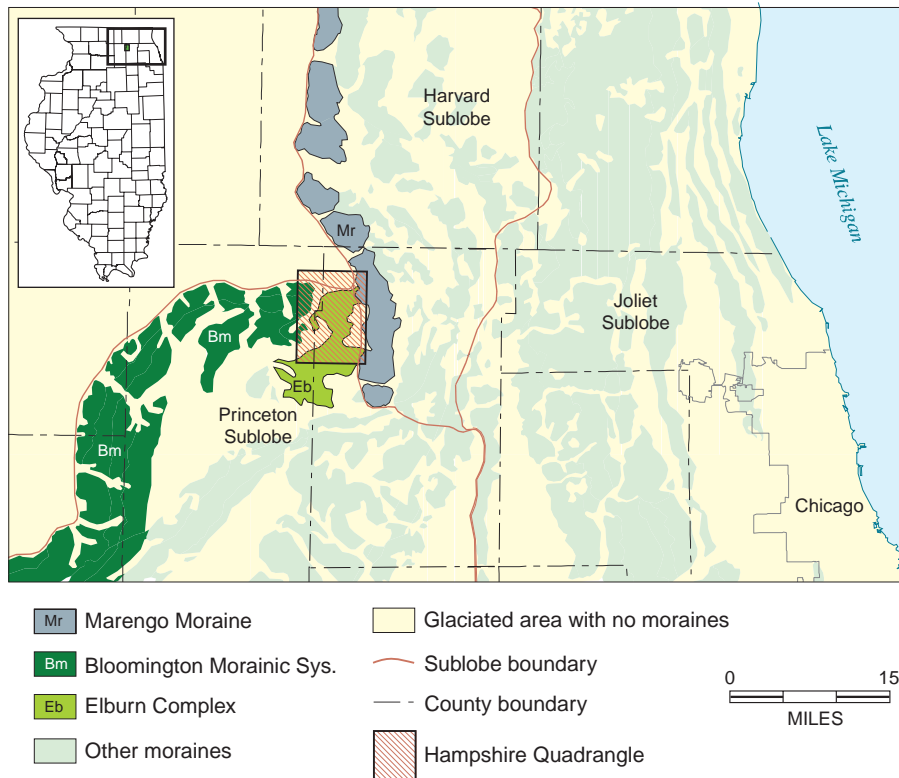 Harvard
Sublobe
Lake Michigan
Mr
Joliet
Sublobe
Bm
Eb
Princeton
Sublobe
Bm
Chicago
Mr Marengo Moraine
Bm Bloomington Morainic Sys.
Eb Elburn Complex
Other moraines
Glaciated area with no moraines
Sublobe boundary
County boundary
Hampshire Quadrangle
0 15
MILES